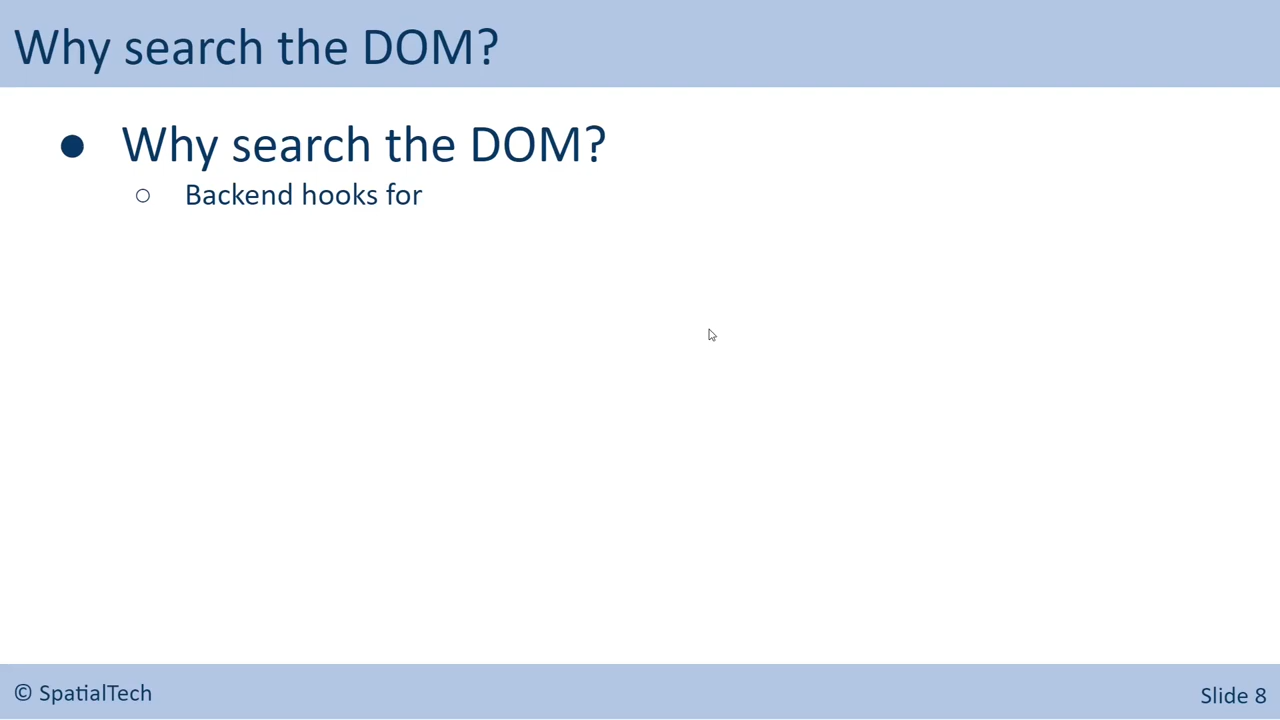 Why search the DOM?
● Why search the DOM?
○ Backend hooks for
© SpatialTech
Slide 8